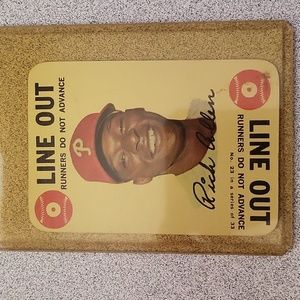 LINE OUT
RUNNERS DO NOT ADVANCE
P
Rich Allen
No. 23 in a series of 33
RUNNERS DO NOT ADVANCE
LINE OUT